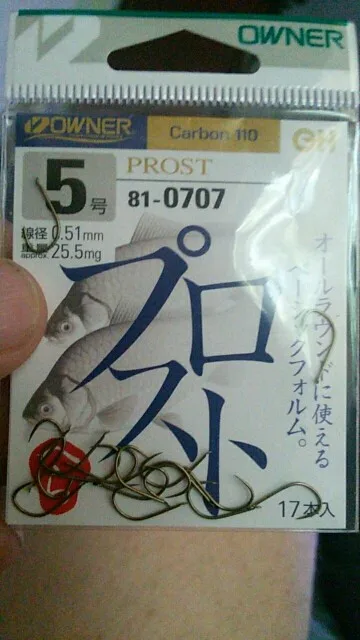 OWNER
OWNER
Carbon 110
GH
PROST
5号
81-0707
線径 0.51mm
25.5mg
プロスト
オールラウンドに使える
ベーシックフォルム。
17本入